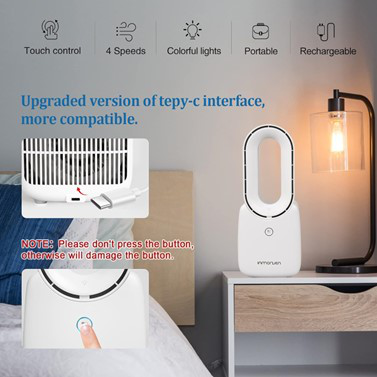 Touch control
4 Speeds
Colorful lights
Portable
Rechargeable
Upgraded version of tepy-c interface,
more compatible.
NOTE: Please don't press the button,
otherwise will damage the button.